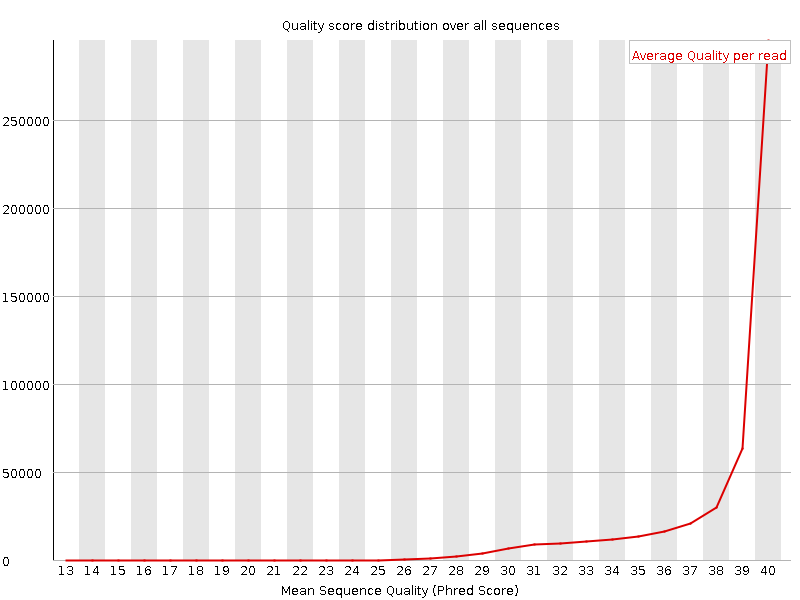 Quality score distribution over all sequences
Average Quality per read
250000
200000
150000
100000
50000
0
13 14 15 16 17 18 19 20 21 22 23 24 25 26 27 28 29 30 31 32 33 34 35 36 37 38 39 40
Mean Sequence Quality (Phred Score)